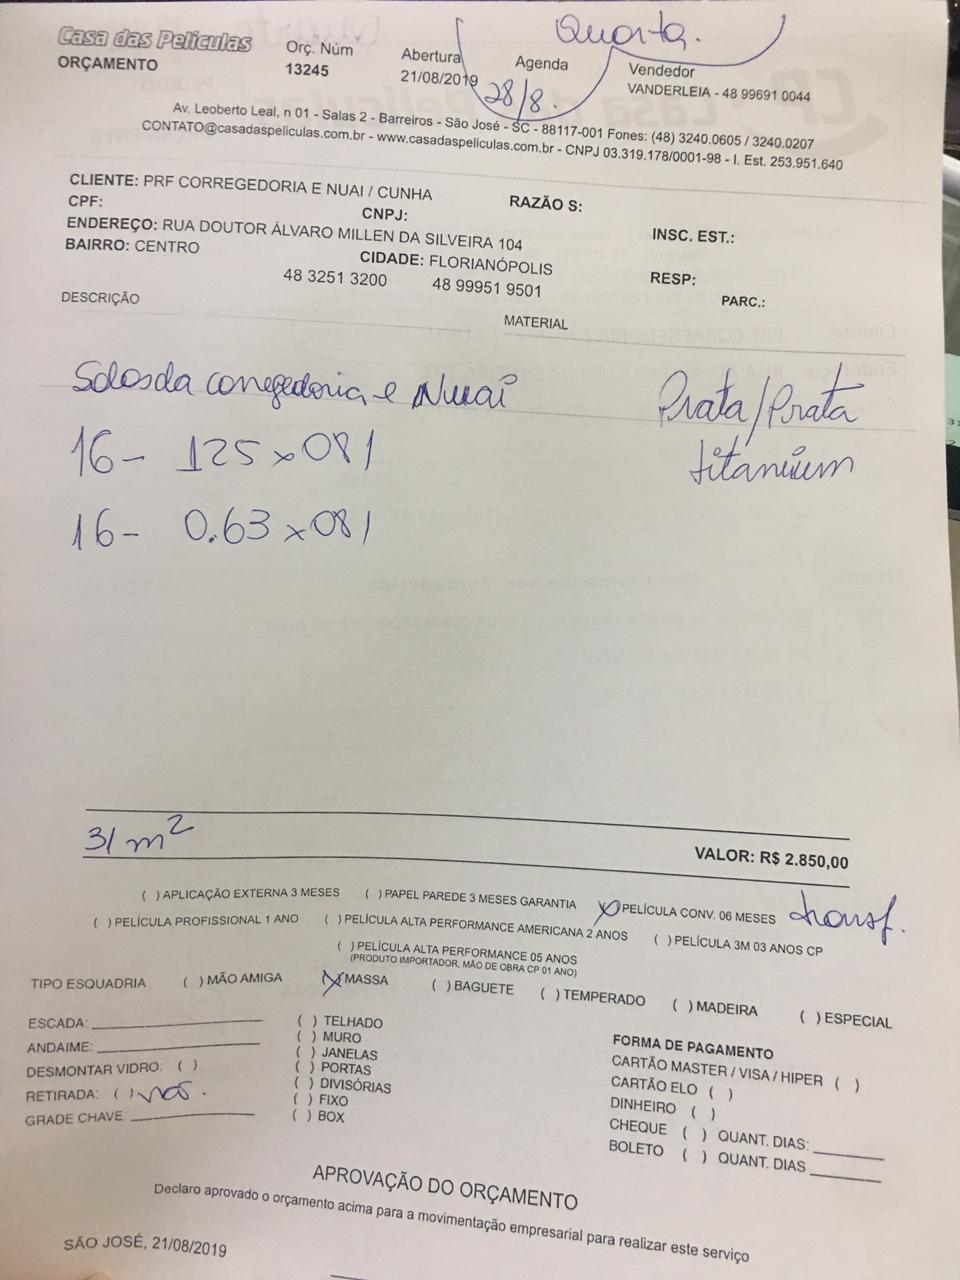 Quarta.
Casa das Películas
ORÇAMENTO
Orç. Núm
13245
Abertura
21/08/2019
Agenda
28/8.
Vendedor
VANDERLEIA - 48 99691 0044
Av. Leoberto Leal, n 01 - Salas 2 - Barreiros - São José - SC - 88117-001 Fones: (48) 3240.0605 / 3240.0207
CONTATO@casadaspeliculas.com.br - www.casadaspeliculas.com.br - CNPJ 03.319.178/0001-98 - I. Est. 253.951.640
CLIENTE: PRF CORREGEDORIA E NUAI / CUNHA RAZÃO S:
CPF: CNPJ:
ENDEREÇO: RUA DOUTOR ÁLVARO MILLEN DA SILVEIRA 104 INSC. EST.:
BAIRRO: CENTRO CIDADE: FLORIANÓPOLIS
48 3251 3200 48 99951 9501 RESP:
PARC.:
DESCRIÇÃO MATERIAL
Salas da corregedoria e Nuai Prata/Prata
16- 125 x 081 titanium
16- 0.63 x 081
31 m²
VALOR: R$ 2.850,00
( ) APLICAÇÃO EXTERNA 3 MESES ( ) PAPEL PAREDE 3 MESES GARANTIA (X) PELÍCULA CONV. 06 MESES transf.
( ) PELÍCULA PROFISSIONAL 1 ANO ( ) PELÍCULA ALTA PERFORMANCE AMERICANA 2 ANOS ( ) PELÍCULA 3M 03 ANOS CP
( ) PELÍCULA ALTA PERFORMANCE 05 ANOS
(PRODUTO IMPORTADOR, MÃO DE OBRA CP 01 ANO)
TIPO ESQUADRIA ( ) MÃO AMIGA (X) MASSA ( ) BAGUETE ( ) TEMPERADO ( ) MADEIRA ( ) ESPECIAL
ESCADA:
ANDAIME:
DESMONTAR VIDRO: ( )
RETIRADA: ( ) não.
GRADE CHAVE:
( ) TELHADO
( ) MURO
( ) JANELAS
( ) PORTAS
( ) DIVISÓRIAS
( ) FIXO
( ) BOX
FORMA DE PAGAMENTO
CARTÃO MASTER / VISA / HIPER ( )
CARTÃO ELO ( )
DINHEIRO ( )
CHEQUE ( ) QUANT. DIAS:
BOLETO ( ) QUANT. DIAS
APROVAÇÃO DO ORÇAMENTO
Declaro aprovado o orçamento acima para a movimentação empresarial para realizar este serviço
SÃO JOSÉ, 21/08/2019